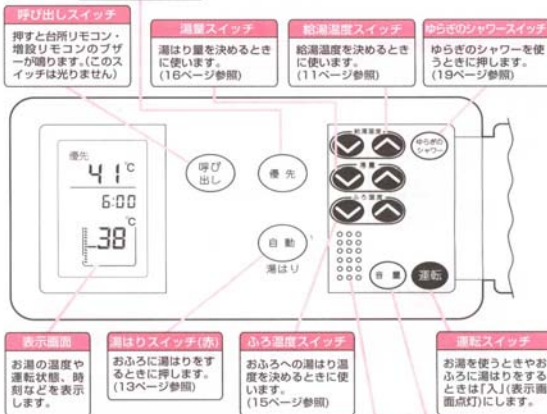 呼び出しスイッチ
押すと台所リモコン・
増設リモコンのブザ
ーが鳴ります。(このス
イッチは光りません)
湯量スイッチ
湯はり量を決めるとき
に使います。
(16ページ参照)
給湯温度スイッチ
給湯温度を決めるとき
に使います。
(11ページ参照)
ゆらぎのシャワースイッチ
ゆらぎのシャワーを使
うときに押します。
(19ページ参照)
優先
41℃
6:00
℃
38
呼び
出し
優先
自動
湯はり
給湯温度
湯量
ふろ温度
ゆらぎの
シャワー
運転
表示画面
お湯の温度や
運転状態、時
刻などを表示
します。
湯はりスイッチ(赤)
おふろに湯はりをす
るときに押します。
(13ページ参照)
ふろ温度スイッチ
おふろへの湯はり温
度を決めるときに使
います。
(15ページ参照)
運転スイッチ
お湯を使うときやお
ふろに湯はりをする
ときは「入」(表示画
面点灯)にします。